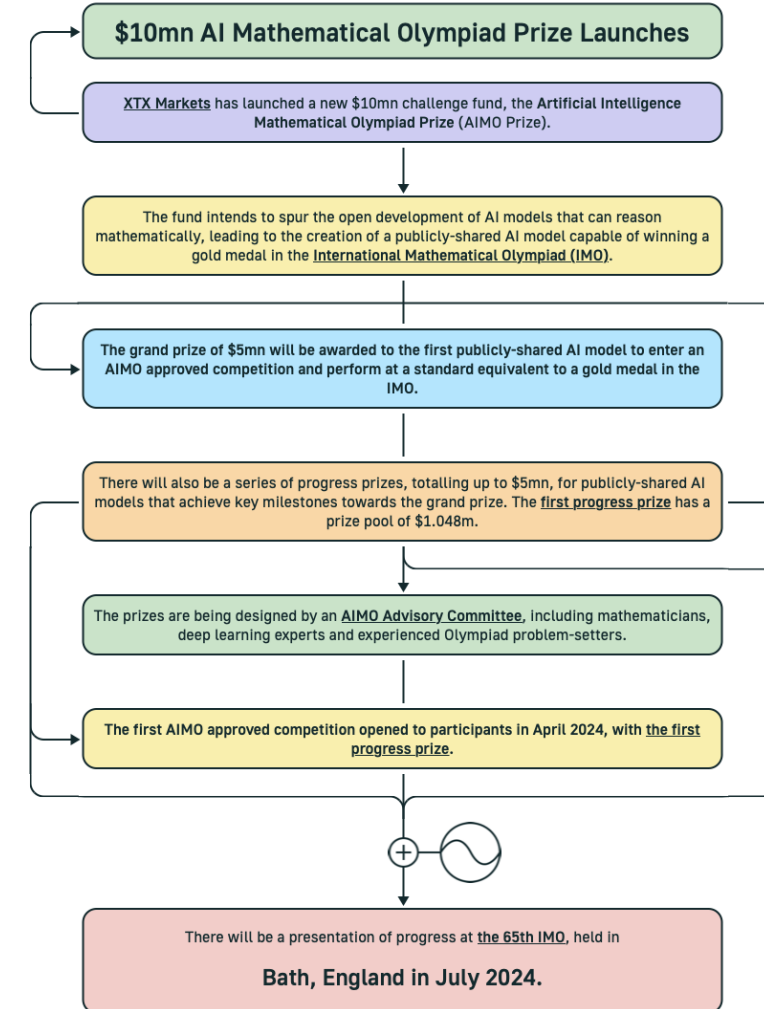 $10mn AI Mathematical Olympiad Prize Launches
XTX Markets has launched a new $10mn challenge fund, the Artificial Intelligence
Mathematical Olympiad Prize (AIMO Prize).
The fund intends to spur the open development of AI models that can reason
mathematically, leading to the creation of a publicly-shared AI model capable of winning a
gold medal in the International Mathematical Olympiad (IMO).
The grand prize of $5mn will be awarded to the first publicly-shared AI model to enter an
AIMO approved competition and perform at a standard equivalent to a gold medal in the
IMO.
There will also be a series of progress prizes, totalling up to $5mn, for publicly-shared AI
models that achieve key milestones towards the grand prize. The first progress prize has a
prize pool of $1.048m.
The prizes are being designed by an AIMO Advisory Committee, including mathematicians,
deep learning experts and experienced Olympiad problem-setters.
The first AIMO approved competition opened to participants in April 2024, with the first
progress prize.
There will be a presentation of progress at the 65th IMO, held in
Bath, England in July 2024.